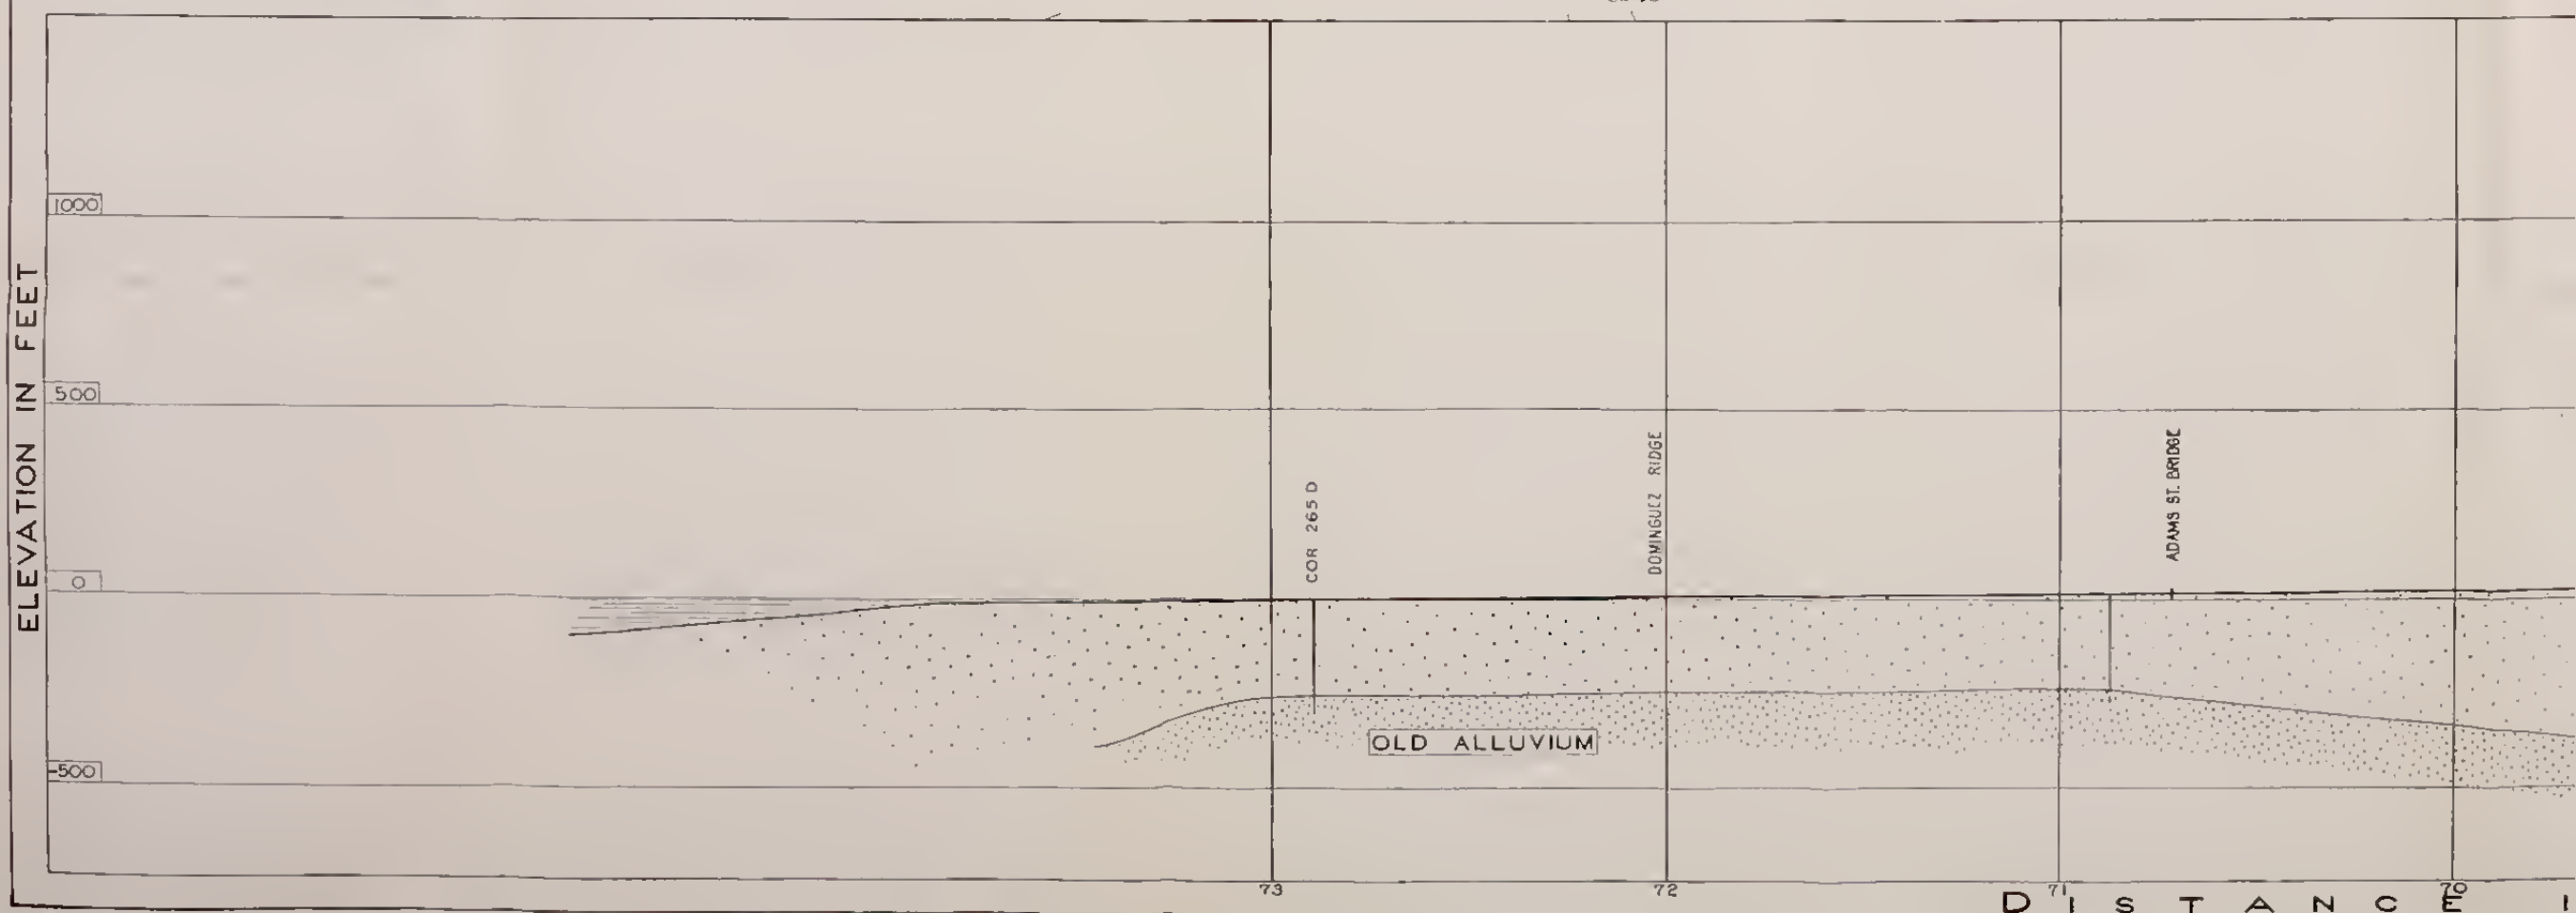 ELEVATION IN FEET
1000
500
0
-500
COR 265 D
DOMINGUEZ RIDGE
ADAMS ST. BRIDGE
OLD ALLUVIUM
73
72
71
70
DISTANCE